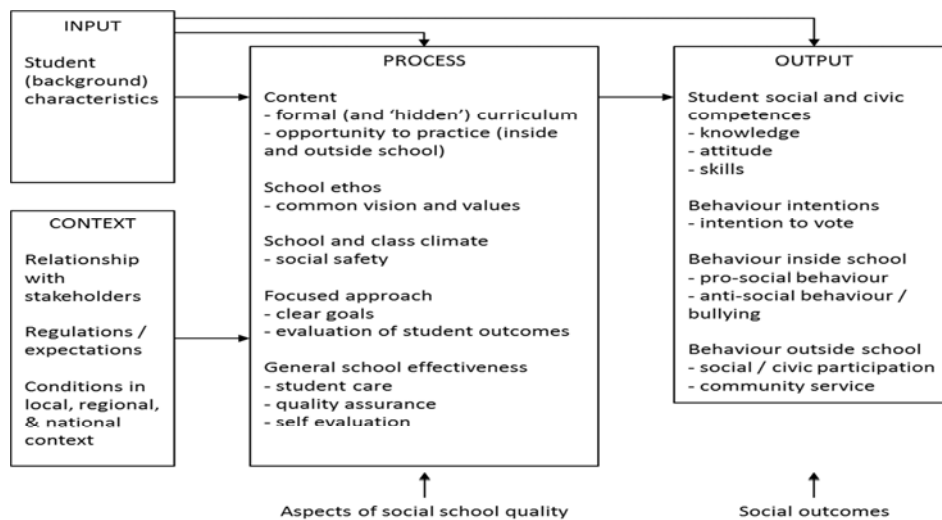 INPUT
Student
(background)
characteristics
CONTEXT
Relationship
with
stakeholders
Regulations /
expectations
Conditions in
local, regional,
& national
context
PROCESS
Content
- formal (and ‘hidden’) curriculum
- opportunity to practice (inside
and outside school)
School ethos
- common vision and values
School and class climate
- social safety
Focused approach
- clear goals
- evaluation of student outcomes
General school effectiveness
- student care
- quality assurance
- self evaluation
OUTPUT
Student social and civic
competences
- knowledge
- attitude
- skills
Behaviour intentions
- intention to vote
Behaviour inside school
- pro-social behaviour
- anti-social behaviour /
bullying
Behaviour outside school
- social / civic participation
- community service
Aspects of social school quality
Social outcomes